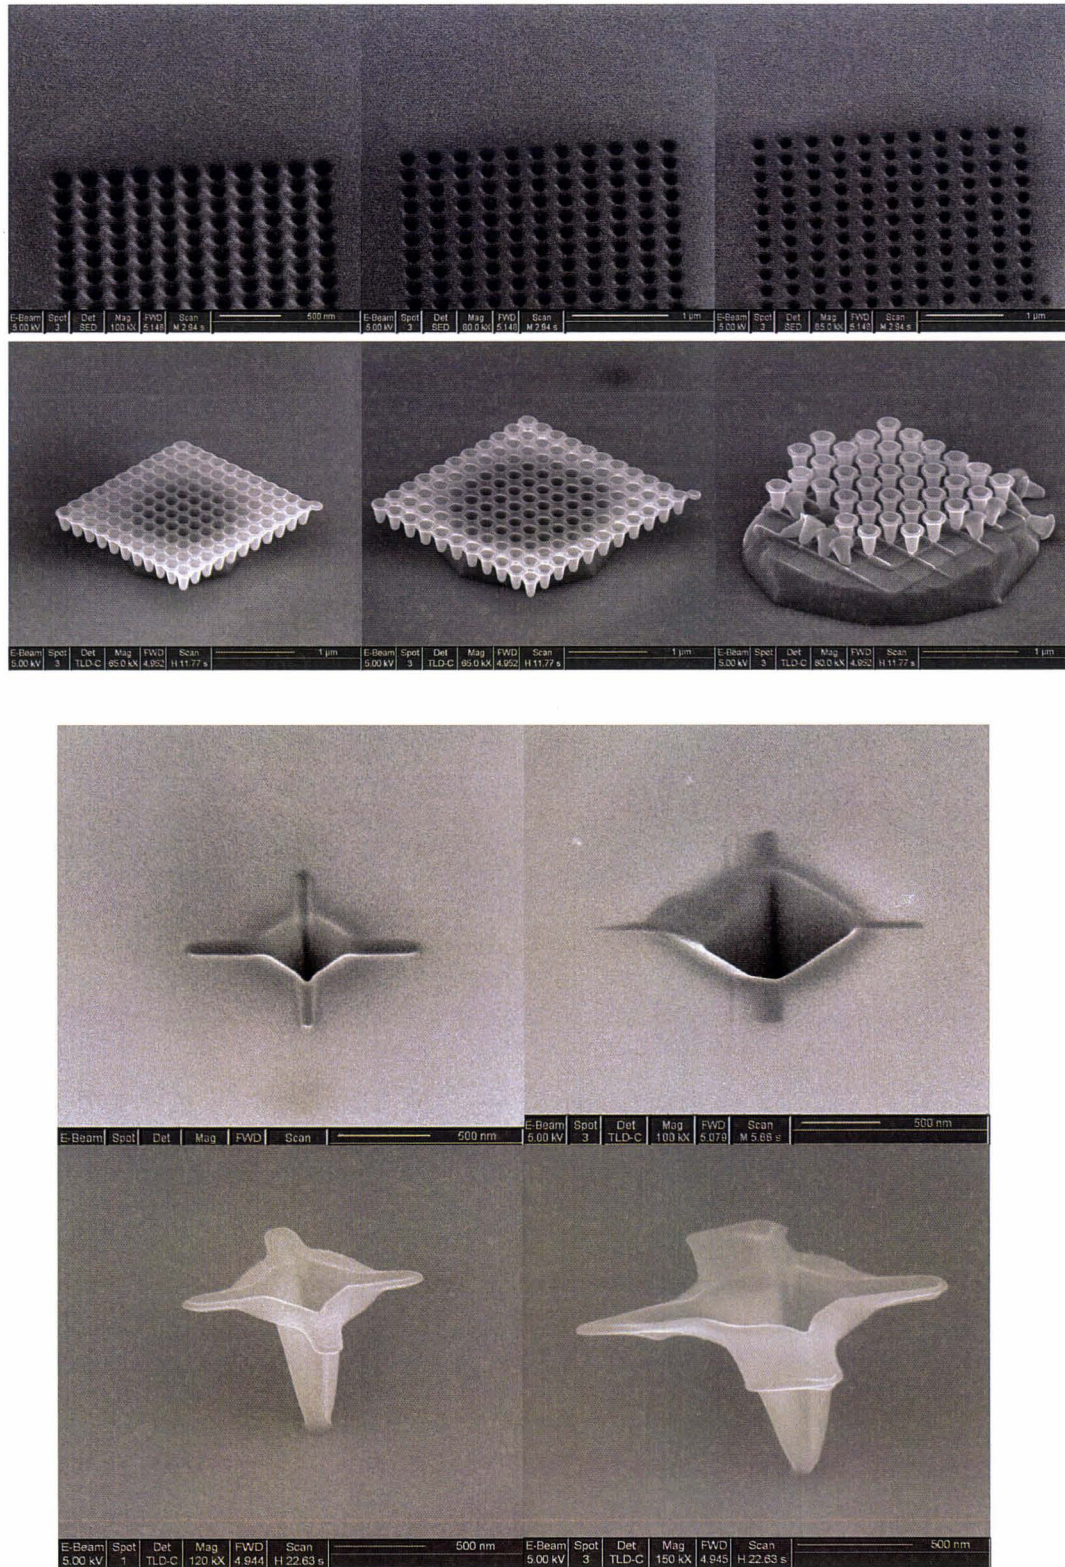 E-Beam Spot Det Mag FWD Scan 500 nm
5.00 kV 3 SED 100 kX 5.148 M 2.94 s
E-Beam Spot Det Mag FWD Scan 1 µm
5.00 kV 3 SED 80.0 kX 5.148 M 2.94 s
E-Beam Spot Det Mag FWD Scan 1 µm
5.00 kV 3 SED 65.0 kX 5.148 M 2.94 s
E-Beam Spot Det Mag FWD Scan 1 µm
5.00 kV 3 TLD-C 65.0 kX 4.952 H 11.77 s
E-Beam Spot Det Mag FWD Scan 1 µm
5.00 kV 3 TLD-C 65.0 kX 4.952 H 11.77 s
E-Beam Spot Det Mag FWD Scan 1 µm
5.00 kV 3 TLD-C 80.0 kX 4.952 H 11.77 s
E-Beam Spot Det Mag FWD Scan 500 nm
E-Beam Spot Det Mag FWD Scan 500 nm
5.00 kV 3 TLD-C 100 kX 5.079 M 5.66 s
E-Beam Spot Det Mag FWD Scan 500 nm
5.00 kV 1 TLD-C 120 kX 4.944 H 22.63 s
E-Beam Spot Det Mag FWD Scan 500 nm
5.00 kV 3 TLD-C 150 kX 4.945 H 22.63 s